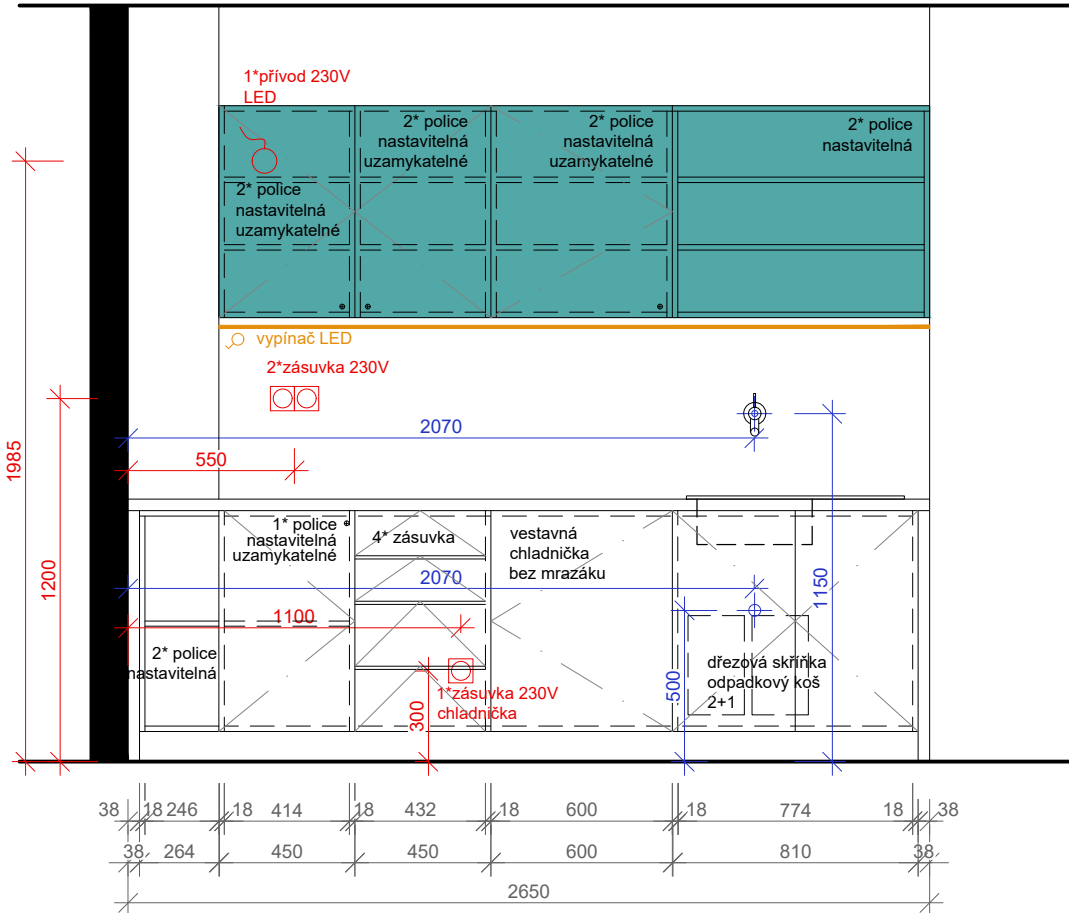 1*přívod 230V
LED
2* police
nastavitelná
uzamykatelné
2* police
nastavitelná
uzamykatelné
2* police
nastavitelná
uzamykatelné
2* police
nastavitelná
vypínač LED
2*zásuvka 230V
2070
550
1985
1200
1150
1* police
nastavitelná
uzamykatelné
4* zásuvka
vestavná
chladnička
bez mrazáku
2070
1100
2* police
nastavitelná
1*zásuvka 230V
chladnička
300
500
dřezová skříňka
odpadkový koš
2+1
38 18 246 18 414 18 432 18 600 18 774 18 38
38 264 450 450 600 810 38
2650